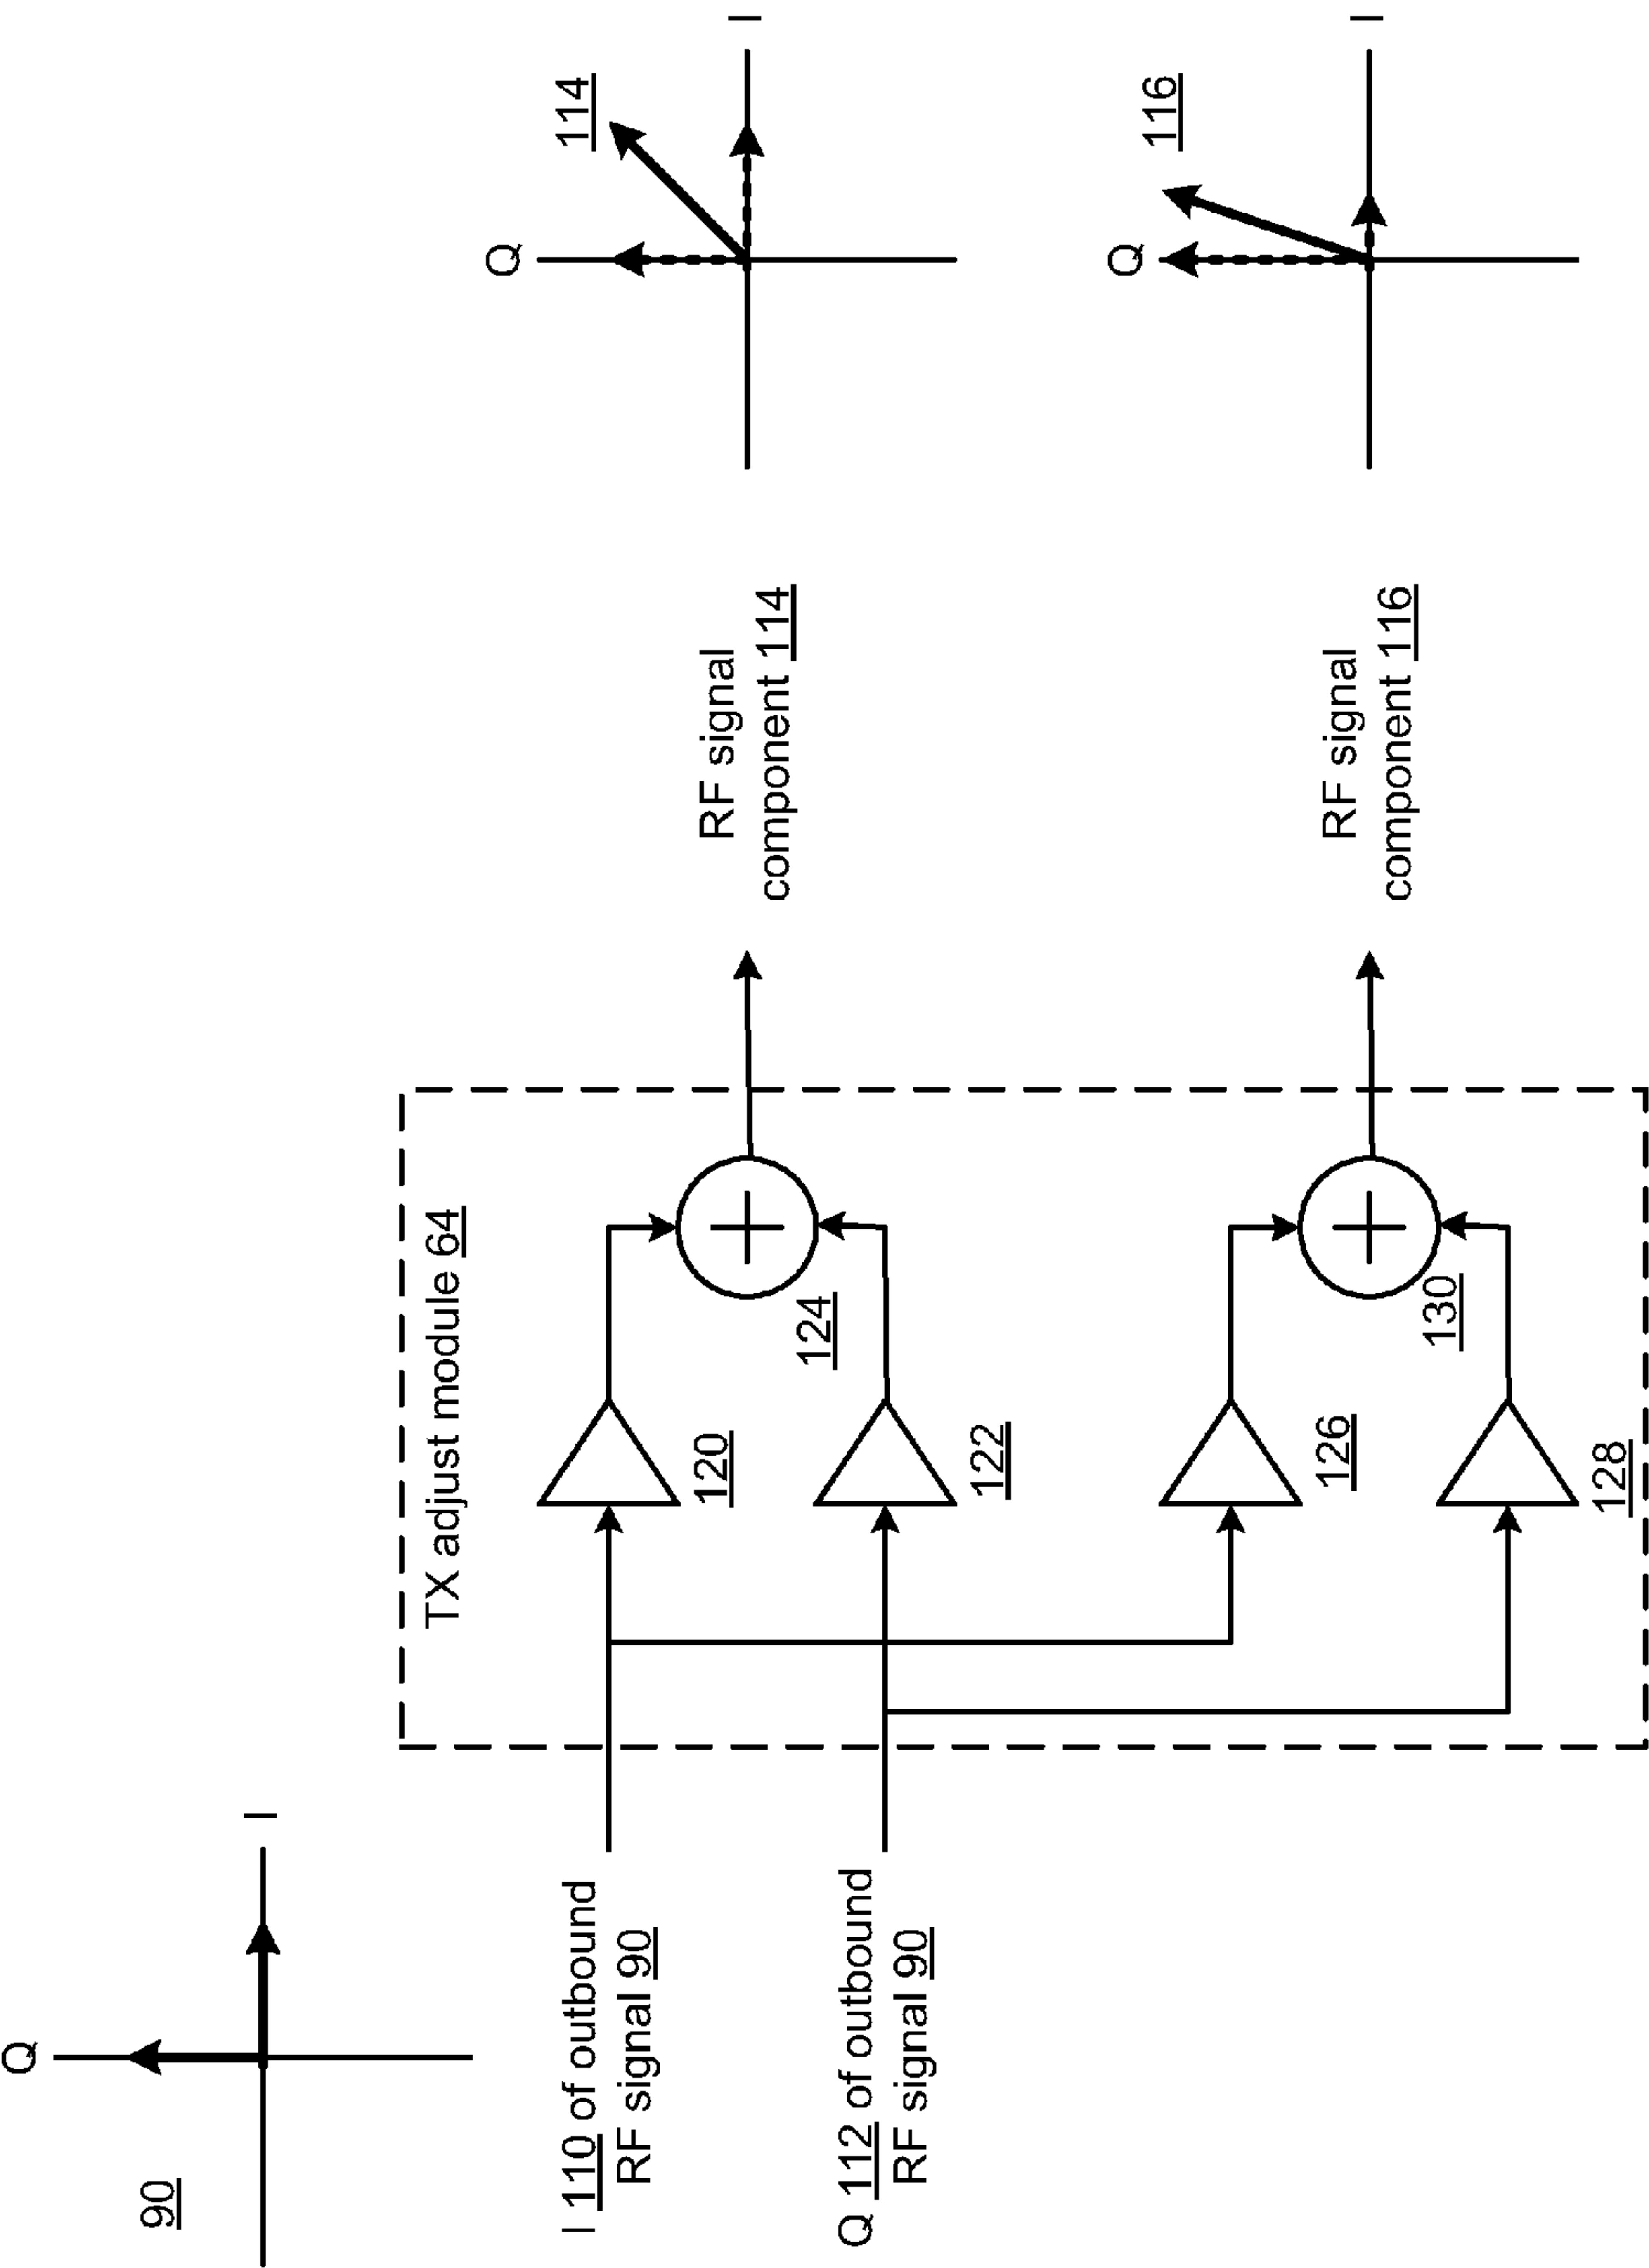 90
Q
I
I 110 of outbound
RF signal 90
Q 112 of outbound
RF signal 90
TX adjust module 64
120
122
124
126
128
130
RF signal
component 114
RF signal
component 116
Q
I
114
Q
I
116